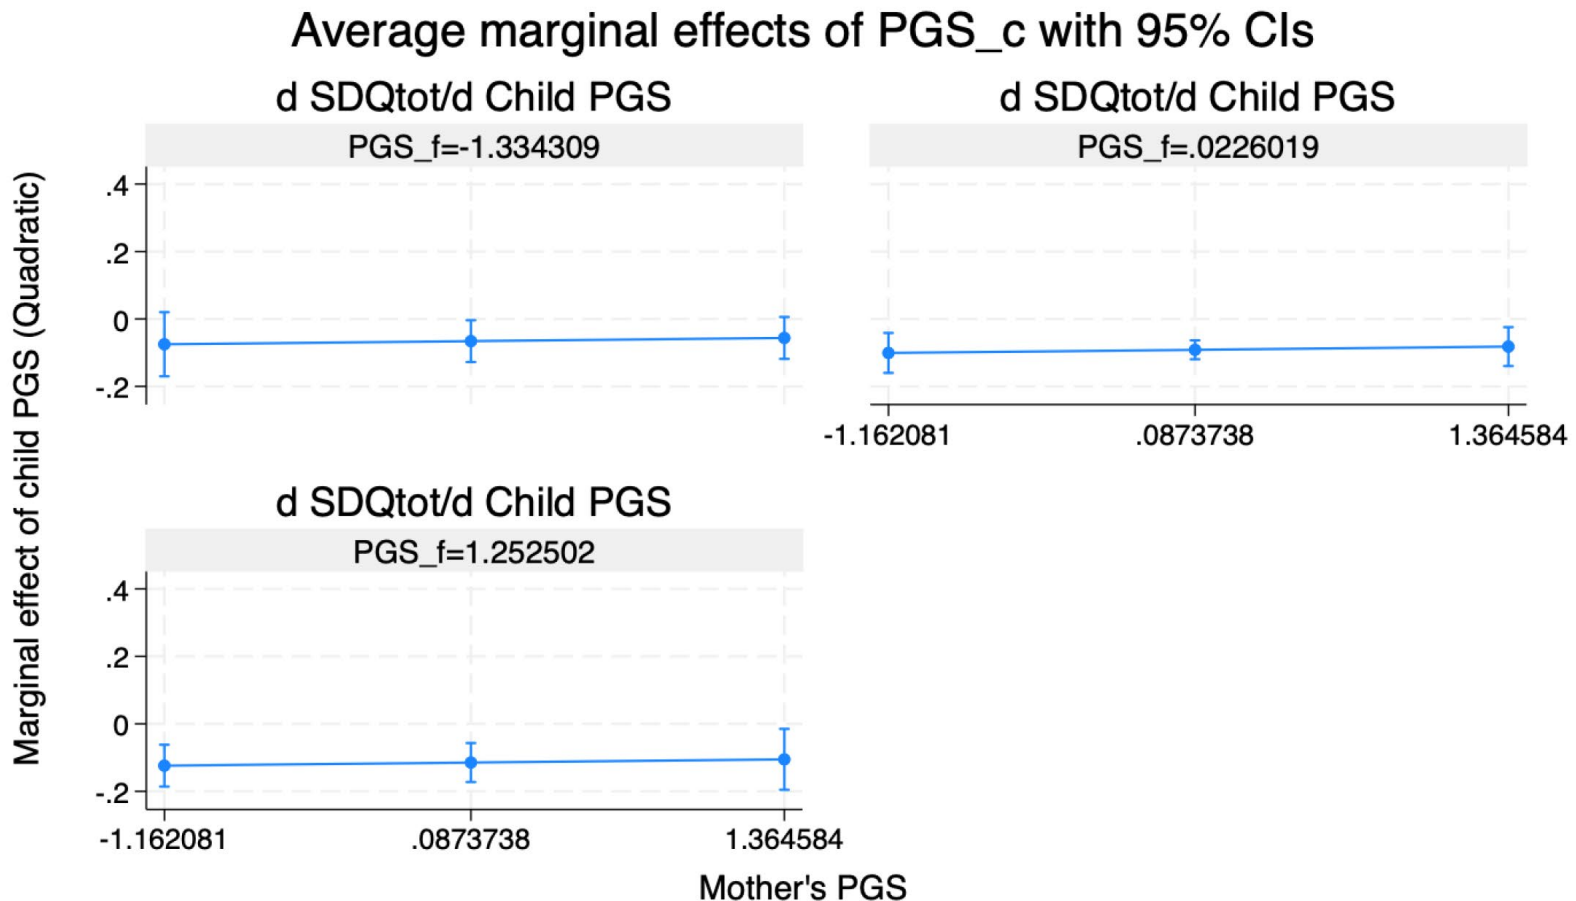 Average marginal effects of PGS_c with 95% CIs
d SDQtot/d Child PGS
PGS_f=-1.334309
.4
.2
0
-.2
d SDQtot/d Child PGS
PGS_f=.0226019
-1.162081 .0873738 1.364584
d SDQtot/d Child PGS
PGS_f=1.252502
.4
.2
0
-.2
-1.162081 .0873738 1.364584
Marginal effect of child PGS (Quadratic)
Mother's PGS